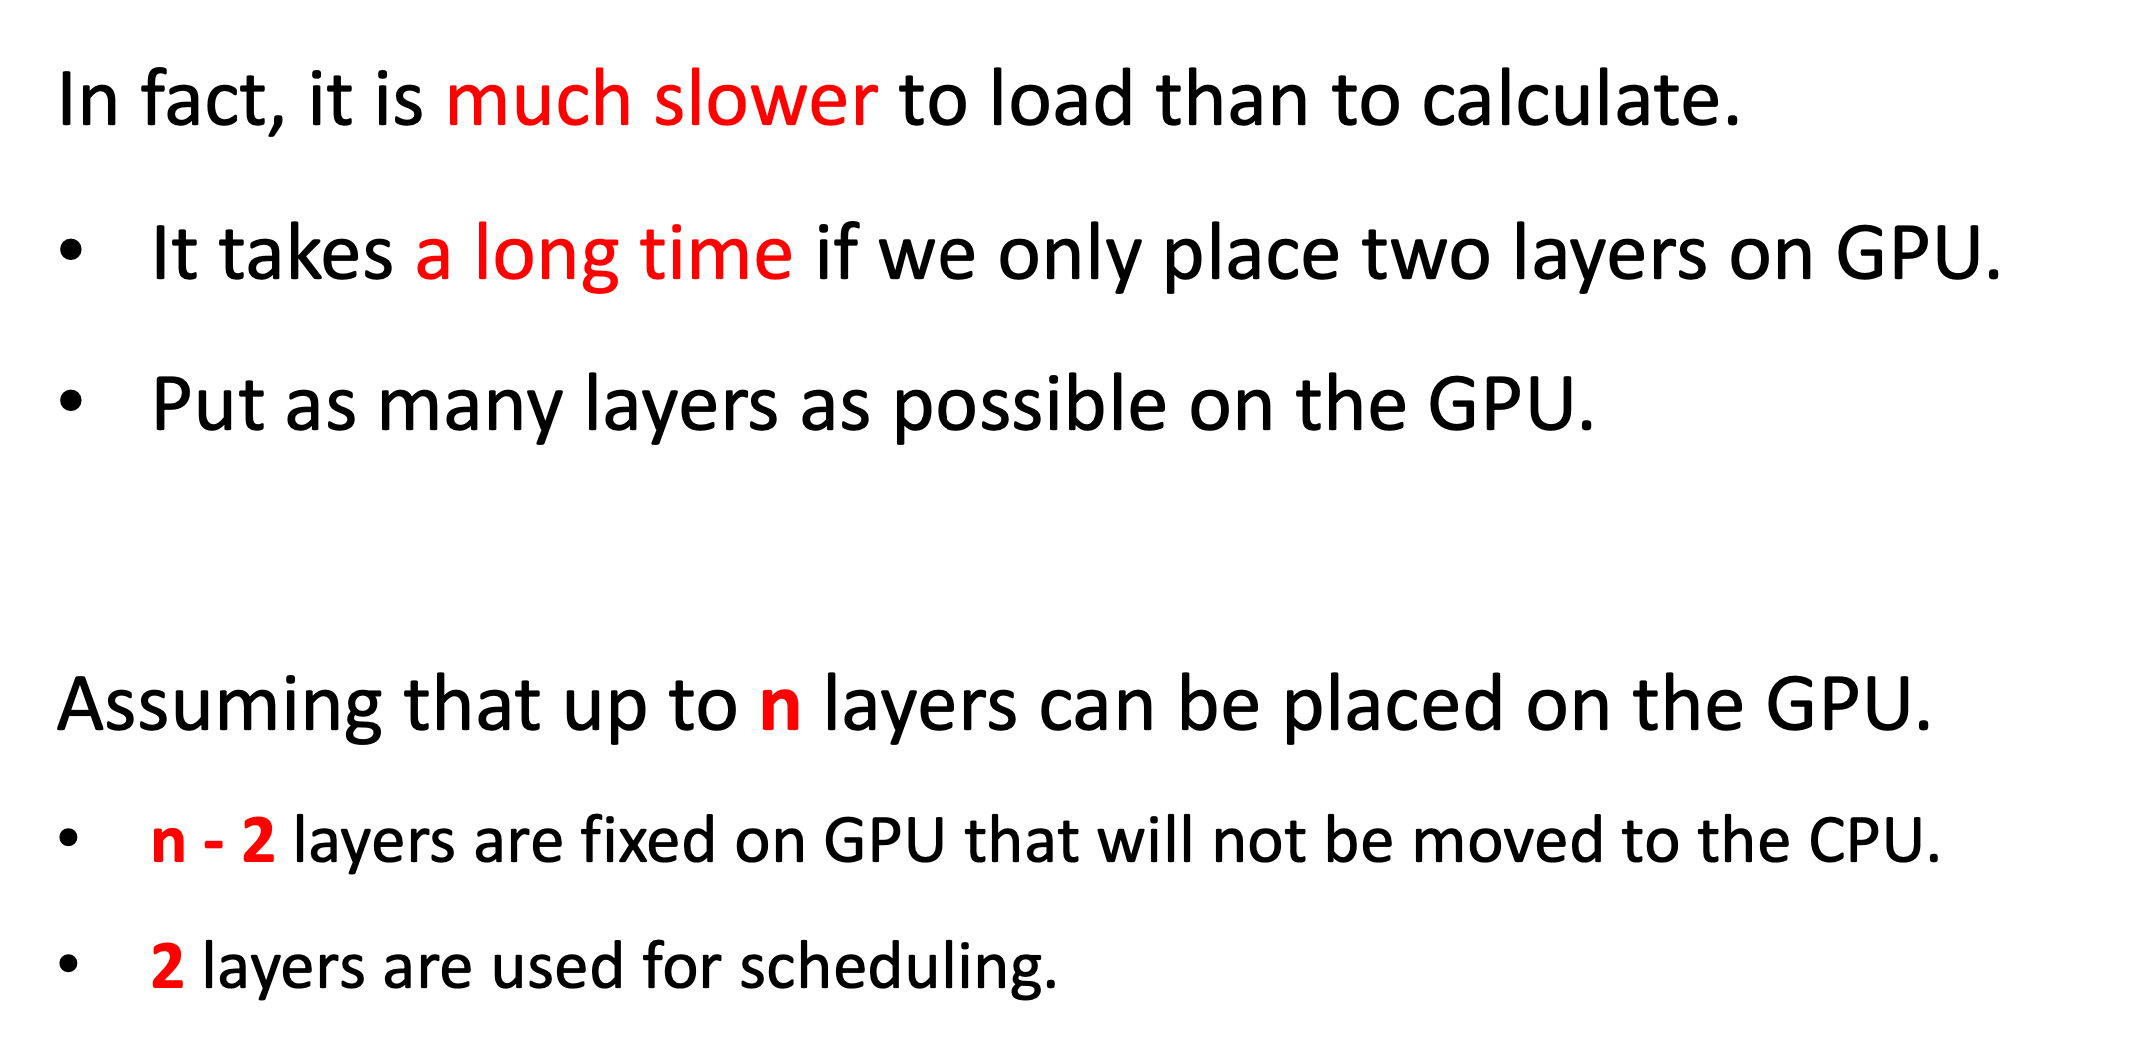 In fact, it is much slower to load than to calculate.
• It takes a long time if we only place two layers on GPU.
• Put as many layers as possible on the GPU.
Assuming that up to n layers can be placed on the GPU.
• n - 2 layers are fixed on GPU that will not be moved to the CPU.
• 2 layers are used for scheduling.